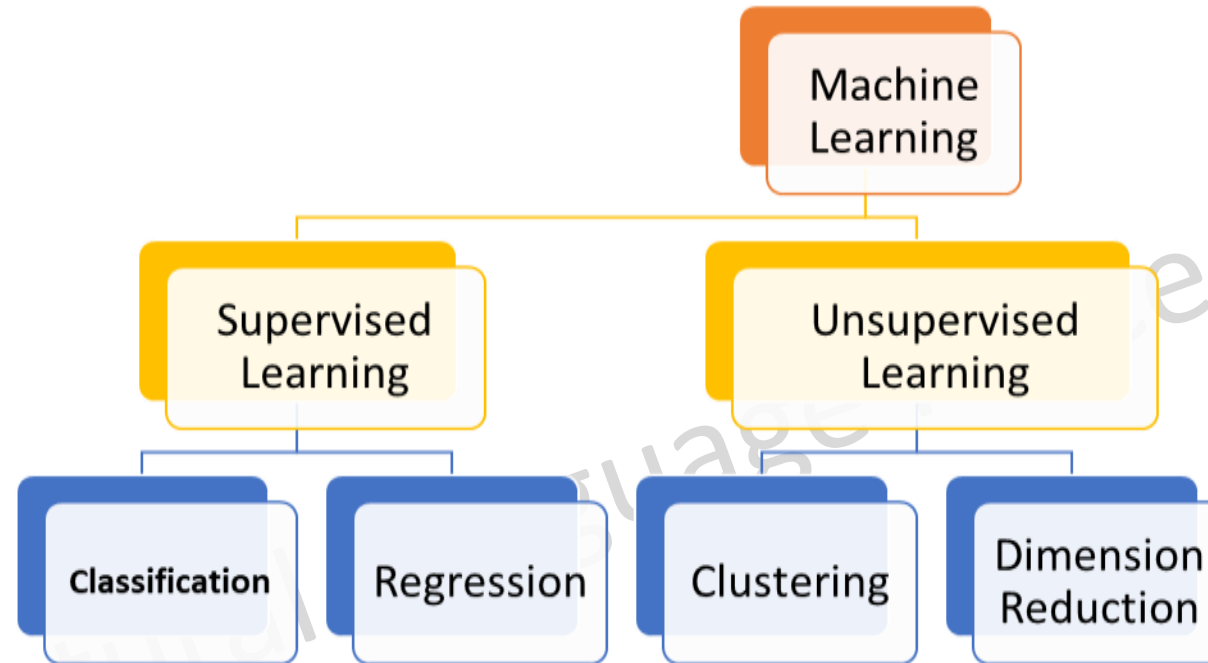 Machine
Learning
Supervised
Learning
Unsupervised
Learning
Classification
Regression
Clustering
Dimension
Reduction